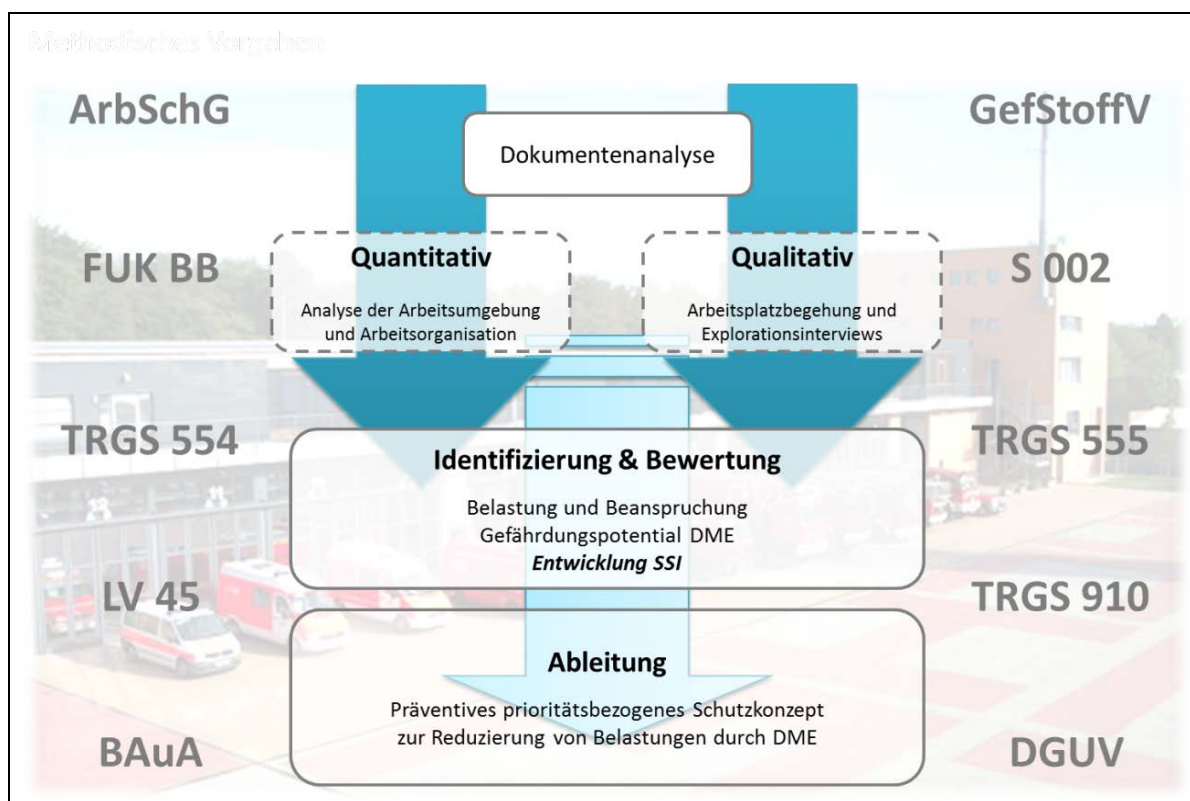 Methodisches Vorgehen
ArbSchG
GefStoffV
Dokumentenanalyse
FUK BB
Quantitativ
Analyse der Arbeitsumgebung
und Arbeitsorganisation
Qualitativ
Arbeitsplatzbegehung und
Explorationsinterviews
S 002
TRGS 554
Identifizierung & Bewertung
Belastung und Beanspruchung
Gefährdungspotential DME
Entwicklung SSI
TRGS 555
LV 45
TRGS 910
Ableitung
Präventives prioritätsbezogenes Schutzkonzept
zur Reduzierung von Belastungen durch DME
BAuA
DGUV